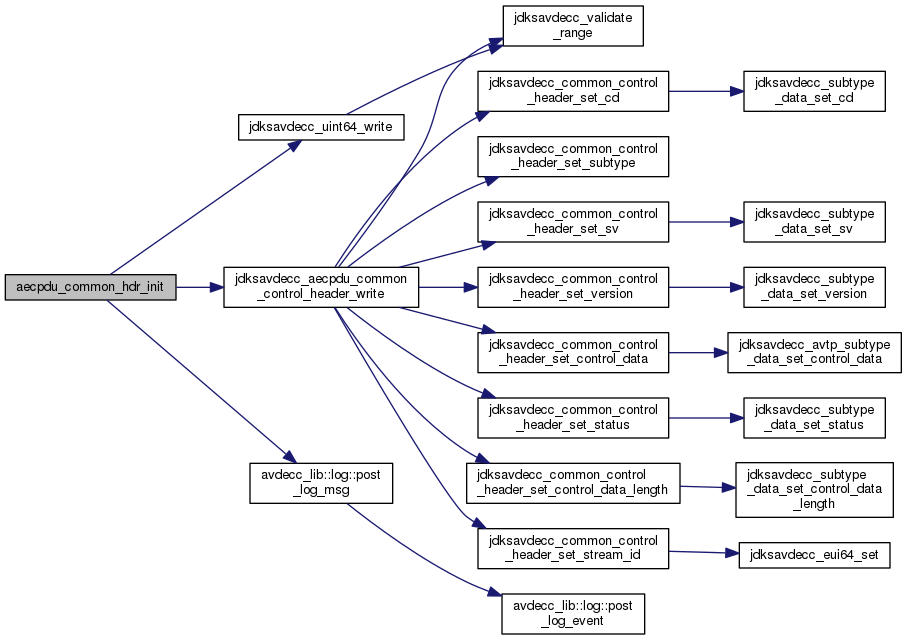 aecpdu_common_hdr_init
jdksavdecc_uint64_write
jdksavdecc_aecpdu_common
_control_header_write
avdecc_lib::log::post
_log_msg
jdksavdecc_validate
_range
jdksavdecc_common_control
_header_set_cd
jdksavdecc_common_control
_header_set_subtype
jdksavdecc_common_control
_header_set_sv
jdksavdecc_common_control
_header_set_version
jdksavdecc_common_control
_header_set_control_data
jdksavdecc_common_control
_header_set_status
jdksavdecc_common_control
_header_set_control_data_length
jdksavdecc_common_control
_header_set_stream_id
avdecc_lib::log::post
_log_event
jdksavdecc_subtype
_data_set_cd
jdksavdecc_subtype
_data_set_sv
jdksavdecc_subtype
_data_set_version
jdksavdecc_avtp_subtype
_data_set_control_data
jdksavdecc_subtype
_data_set_status
jdksavdecc_subtype
_data_set_control_data
_length
jdksavdecc_eui64_set